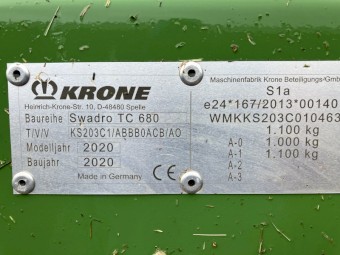 KRONE
Heinrich-Krone-Str. 10, D-48480 Spelle
Baureihe Swadro TC 680
T/V/V KS203C1/ABBB0ACB/AO
Modelljahr 2020
Baujahr 2020
Made in Germany CE
Maschinenfabrik Krone Beteiligungs-Gmb
S1a
e24*167/2013*00140
WMKKS203C010463
1.100 kg
A-0 1.000 kg
A-1 1.100 kg
A-2
A-3